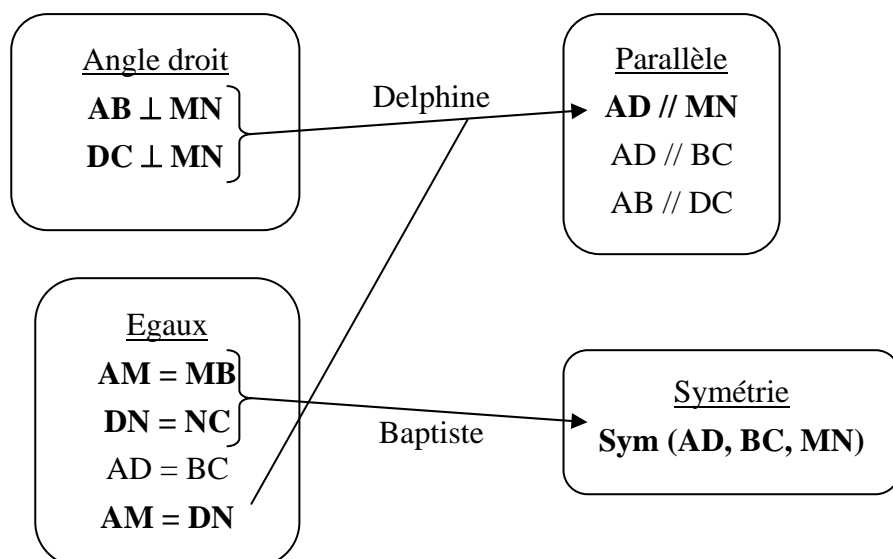 Angle droit
AB ⊥ MN
DC ⊥ MN
Delphine
Parallèle
AD // MN
AD // BC
AB // DC
Egaux
AM = MB
DN = NC
AD = BC
AM = DN
Baptiste
Symétrie
Sym (AD, BC, MN)